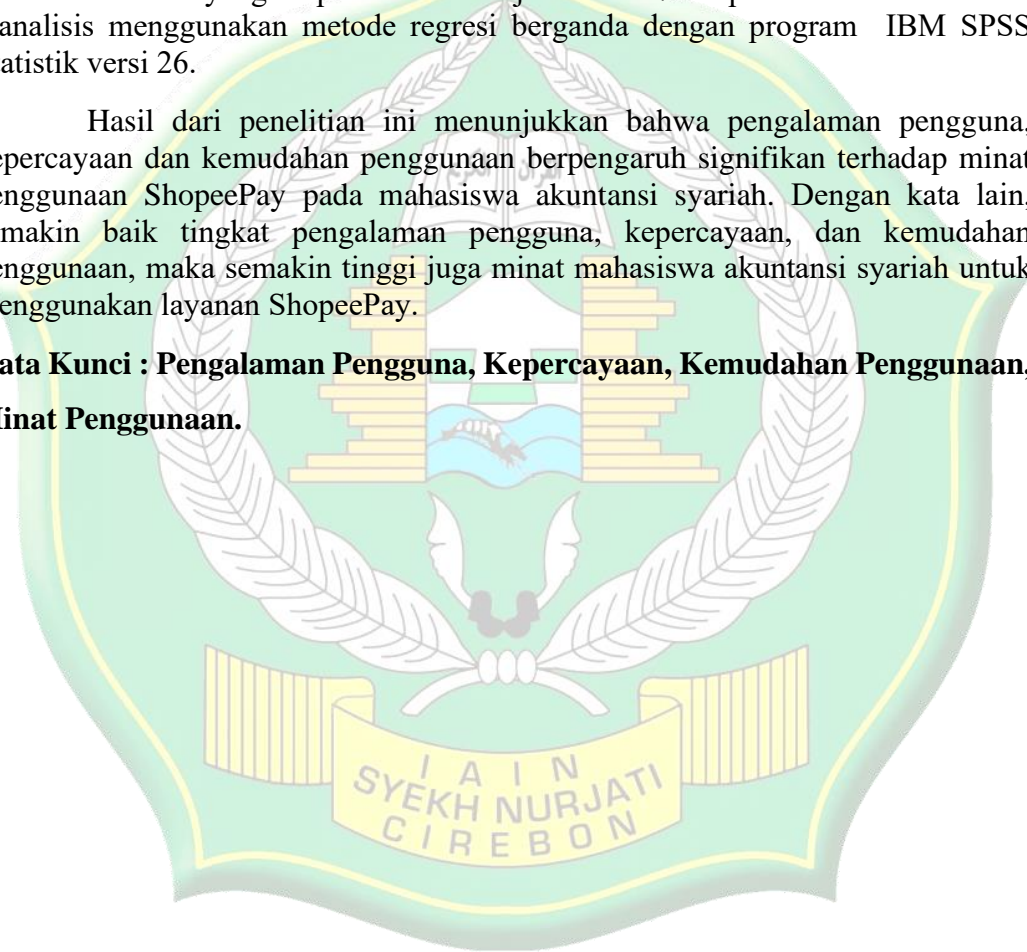 analisis menggunakan metode regresi berganda dengan program IBM SPSS
atistik versi 26.
Hasil dari penelitian ini menunjukkan bahwa pengalaman pengguna,
epercayaan dan kemudahan penggunaan berpengaruh signifikan terhadap minat
enggunaan ShopeePay pada mahasiswa akuntansi syariah. Dengan kata lain,
makin baik tingkat pengalaman pengguna, kepercayaan, dan kemudahan
enggunaan, maka semakin tinggi juga minat mahasiswa akuntansi syariah untuk
enggunakan layanan ShopeePay.
ata Kunci : Pengalaman Pengguna, Kepercayaan, Kemudahan Penggunaan,
inat Penggunaan.
القرآن الكريم
I A I N
SYEKH NURJATI
CIREBON